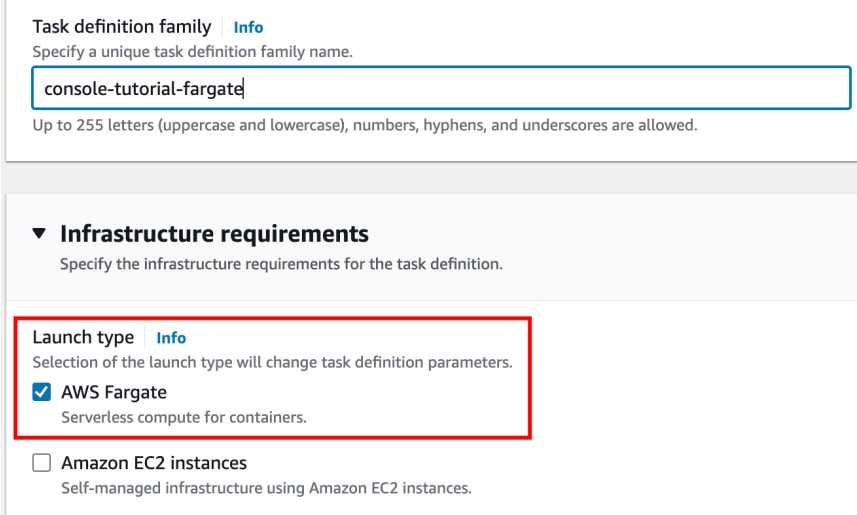 Task definition family Info
Specify a unique task definition family name.
console-tutorial-fargate
Up to 255 letters (uppercase and lowercase), numbers, hyphens, and underscores are allowed.
Infrastructure requirements
Specify the infrastructure requirements for the task definition.
Launch type Info
Selection of the launch type will change task definition parameters.
AWS Fargate
Serverless compute for containers.
Amazon EC2 instances
Self-managed infrastructure using Amazon EC2 instances.